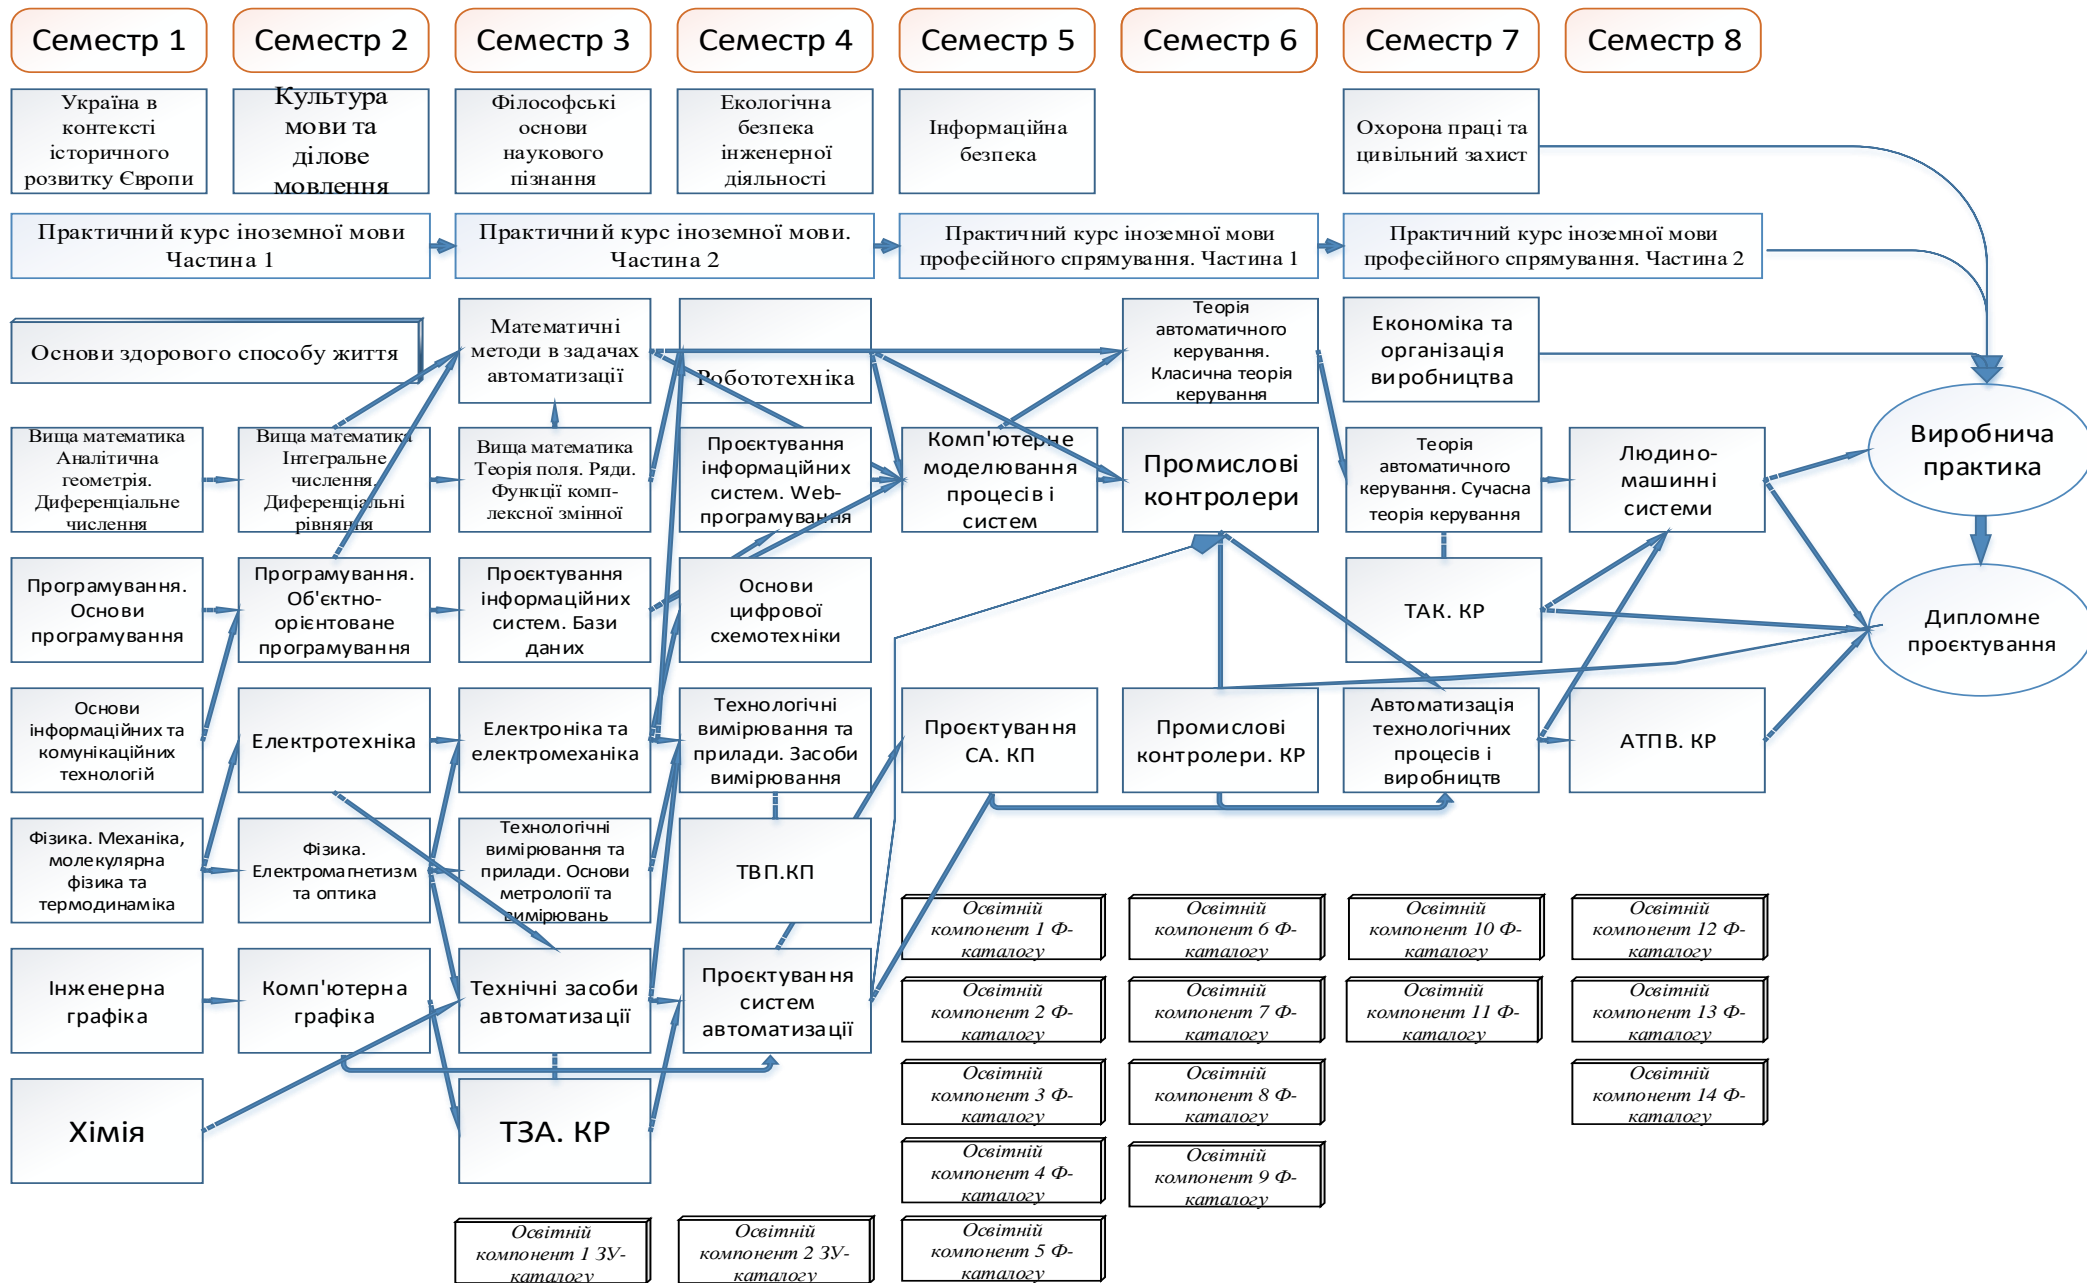 Семестр 1
Семестр 2
Семестр 3
Семестр 4
Семестр 5
Семестр 6
Семестр 7
Семестр 8
Україна в
контексті
історичного
розвитку Європи
Культура
мови та
ділове
мовлення
Філософські
основи
наукового
пізнання
Екологічна
безпека
інженерної
діяльності
Інформаційна
безпека
Охорона праці та
цивільний захист
Практичний курс іноземної мови
Частина 1
Практичний курс іноземної мови.
Частина 2
Практичний курс іноземної мови
професійного спрямування. Частина 1
Практичний курс іноземної мови
професійного спрямування. Частина 2
Основи здорового способу життя
Математичні
методи в задачах
автоматизації
Робототехніка
Теорія
автоматичного
керування.
Класична теорія
керування
Економіка та
організація
виробництва
Вища математика
Аналітична
геометрія.
Диференціальне
числення
Вища математика
Інтегральне
числення.
Диференціальні
рівняння
Вища математика
Теорія поля. Ряди.
Функції комп-
лексної змінної
Проєктування
інформаційних
систем. Web-
програмування
Комп'ютерне
моделювання
процесів і
систем
Промислові
контролери
Теорія
автоматичного
керування. Сучасна
теорія керування
Людино-
машинні
системи
Виробнича
практика
Програмування.
Основи
програмування
Програмування.
Об'єктно-
орієнтоване
програмування
Проєктування
інформаційних
систем. Бази
даних
Основи
цифрової
схемотехніки
ТАК. КР
Дипломне
проєктування
Основи
інформаційних та
комунікаційних
технологій
Електротехніка
Електроніка та
електромеханіка
Технологічні
вимірювання та
прилади. Засоби
вимірювання
Проєктування
СА. КП
Промислові
контролери. КР
Автоматизація
технологічних
процесів і
виробництв
АТПВ. КР
Фізика. Механіка,
молекулярна
фізика та
термодинаміка
Фізика.
Електромагнетизм
та оптика
Технологічні
вимірювання та
прилади. Основи
метрології та
вимірювань
ТВП.КП
Освітній
компонент 1 Ф-
каталогу
Освітній
компонент 6 Ф-
каталогу
Освітній
компонент 10 Ф-
каталогу
Освітній
компонент 12 Ф-
каталогу
Інженерна
графіка
Комп'ютерна
графіка
Технічні засоби
автоматизації
Проєктування
систем
автоматизації
Освітній
компонент 2 Ф-
каталогу
Освітній
компонент 7 Ф-
каталогу
Освітній
компонент 11 Ф-
каталогу
Освітній
компонент 13 Ф-
каталогу
Хімія
ТЗА. КР
Освітній
компонент 3 Ф-
каталогу
Освітній
компонент 8 Ф-
каталогу
Освітній
компонент 14 Ф-
каталогу
Освітній
компонент 4 Ф-
каталогу
Освітній
компонент 9 Ф-
каталогу
Освітній
компонент 1 ЗУ-
каталогу
Освітній
компонент 2 ЗУ-
каталогу
Освітній
компонент 5 Ф-
каталогу